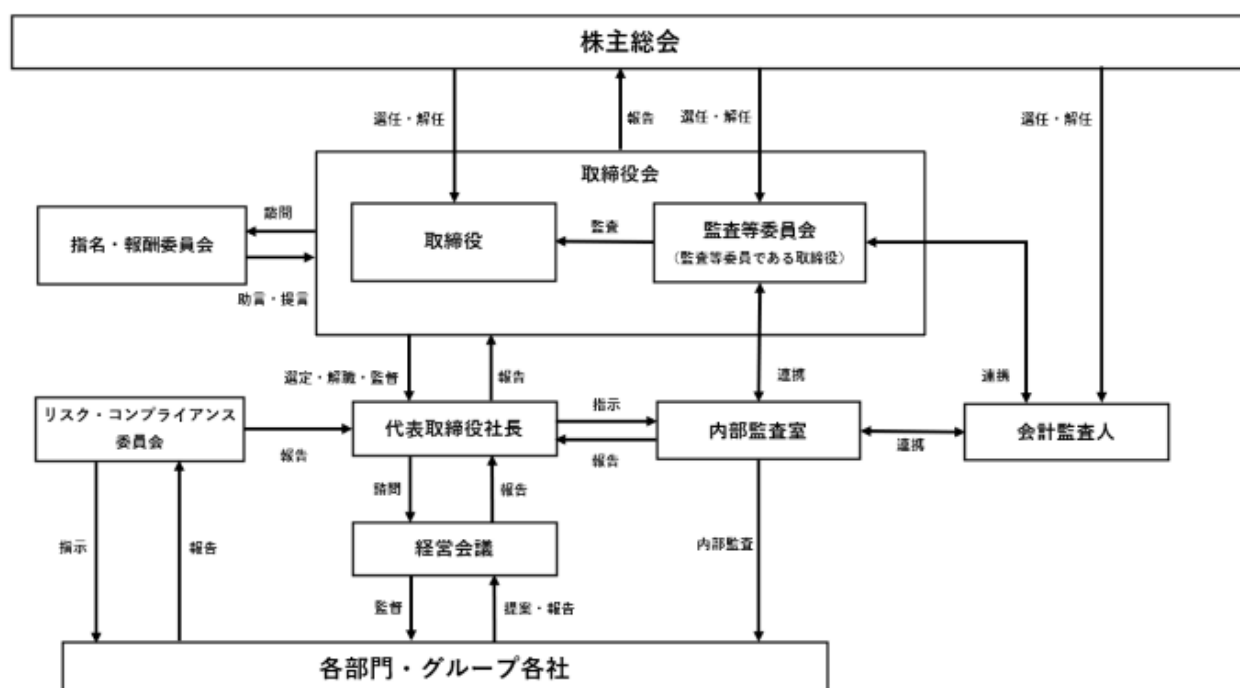 株主総会
選任・解任
報告
選任・解任
選任・解任
取締役会
諮問
指名・報酬委員会
助言・提言
取締役
監査
監査等委員会
(監査等委員である取締役)
選定・解職・監督
報告
連携
連携
リスク・コンプライアンス
委員会
報告
代表取締役社長
指示
報告
内部監査室
連携
会計監査人
諮問
報告
経営会議
指示
報告
内部監査
監督
提案・報告
各部門・グループ各社